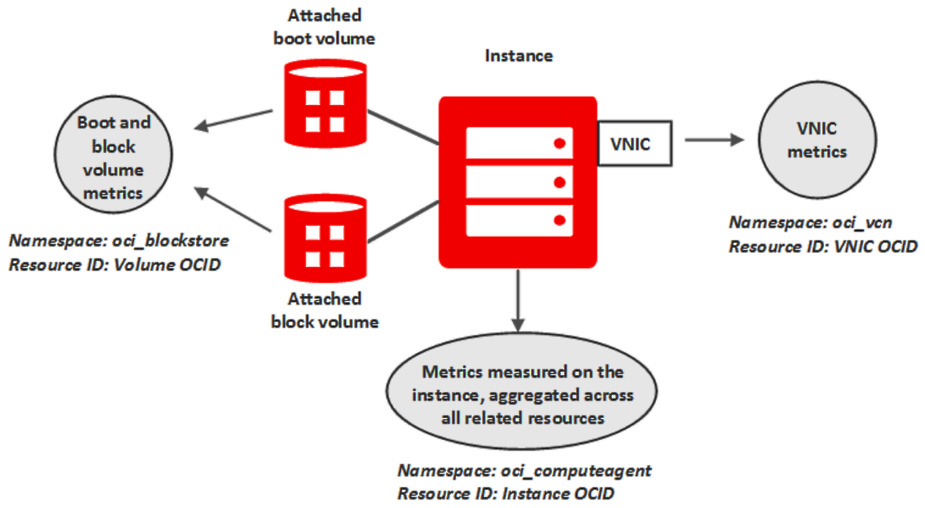 Attached
boot volume
Instance
Boot and
block
volume
metrics
VNIC
VNIC
metrics
Namespace: oci_blockstore
Resource ID: Volume OCID
Namespace: oci_vcn
Resource ID: VNIC OCID
Attached
block volume
Metrics measured on the
instance, aggregated across
all related resources
Namespace: oci_computeagent
Resource ID: Instance OCID